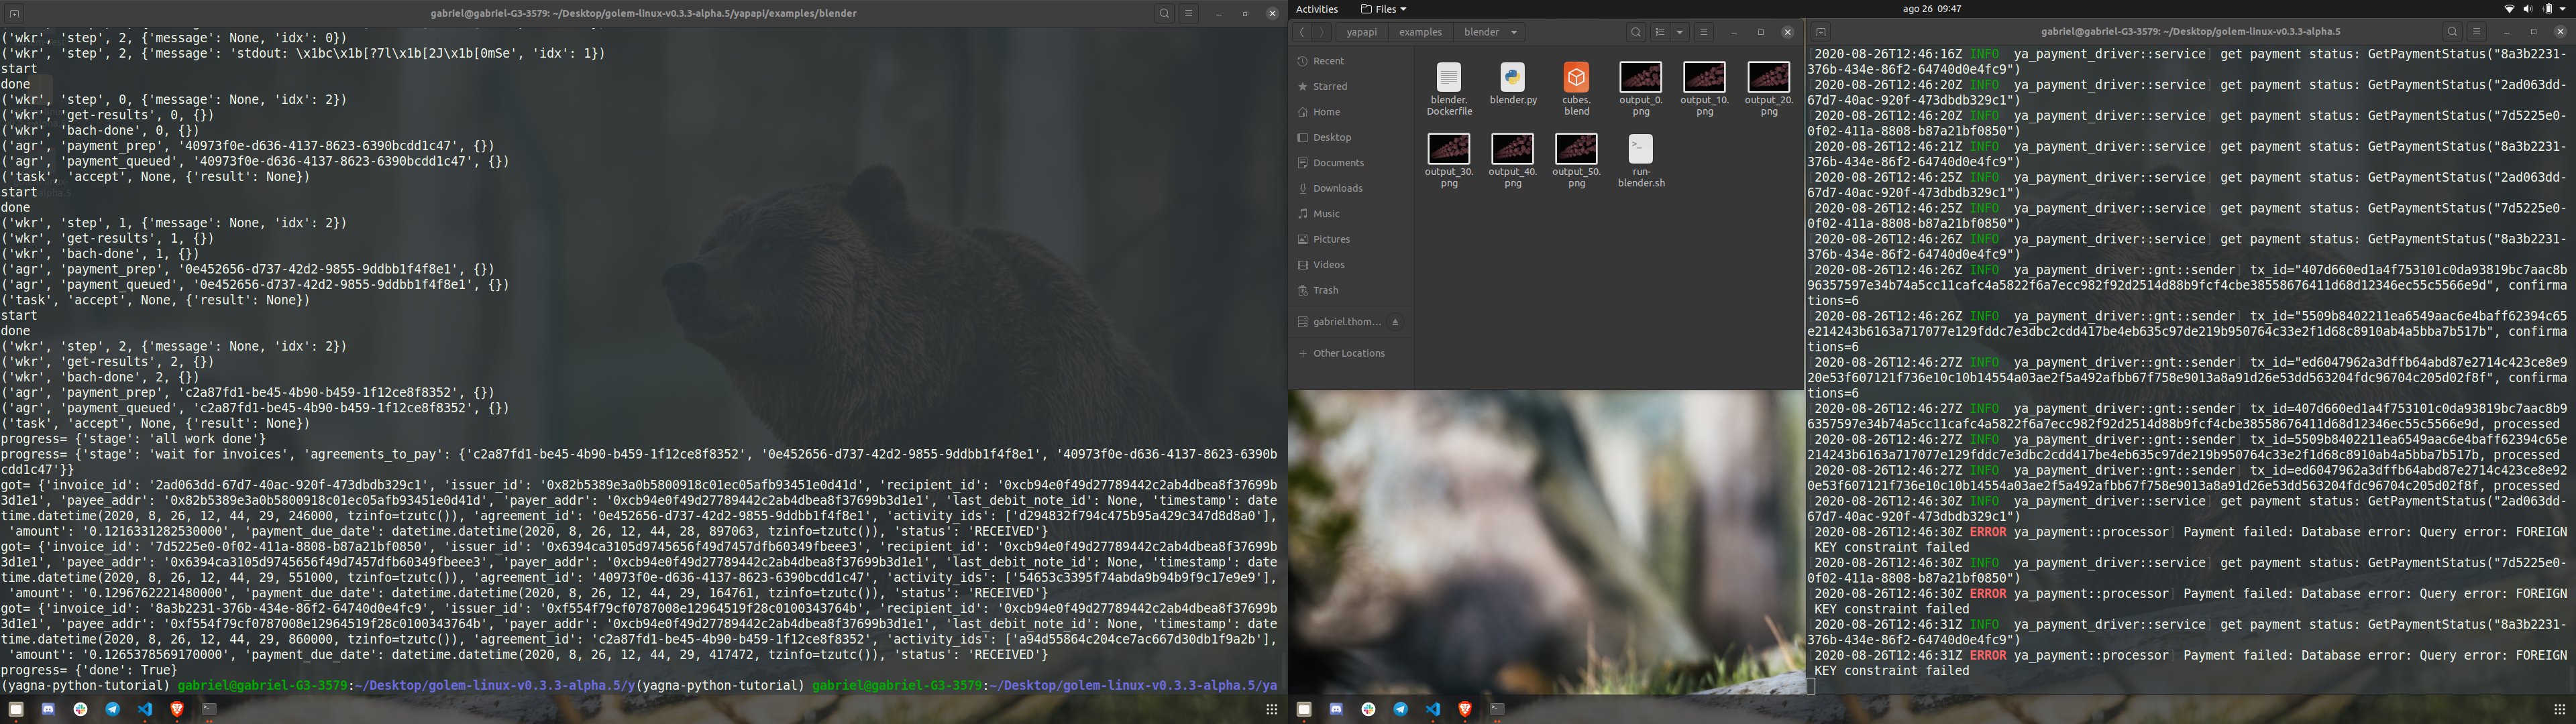 gabriel@gabriel-G3-3579: ~/Desktop/golem-linux-v0.3.3-alpha.5/yapapi/examples/blender
('wkr', 'step', 2, {'message': None, 'idx': 0})
('wkr', 'step', 2, {'message': 'stdout: \x1bc\x1b[?7l\x1b[2J\x1b[0mSe', 'idx': 1})
start
done
('wkr', 'step', 0, {'message': None, 'idx': 2})
('wkr', 'get-results', 0, {})
('wkr', 'bach-done', 0, {})
('agr', 'payment_prep', '40973f0e-d636-4137-8623-6390bcdd1c47', {})
('agr', 'payment_queued', '40973f0e-d636-4137-8623-6390bcdd1c47', {})
('task', 'accept', None, {'result': None})
start
done
('wkr', 'step', 1, {'message': None, 'idx': 2})
('wkr', 'get-results', 1, {})
('wkr', 'bach-done', 1, {})
('agr', 'payment_prep', '0e452656-d737-42d2-9855-9ddbb1f4f8e1', {})
('agr', 'payment_queued', '0e452656-d737-42d2-9855-9ddbb1f4f8e1', {})
('task', 'accept', None, {'result': None})
start
done
('wkr', 'step', 2, {'message': None, 'idx': 2})
('wkr', 'get-results', 2, {})
('wkr', 'bach-done', 2, {})
('agr', 'payment_prep', 'c2a87fd1-be45-4b90-b459-1f12ce8f8352', {})
('agr', 'payment_queued', 'c2a87fd1-be45-4b90-b459-1f12ce8f8352', {})
('task', 'accept', None, {'result': None})
progress= {'stage': 'all work done'}
progress= {'stage': 'wait for invoices', 'agreements_to_pay': {'c2a87fd1-be45-4b90-b459-1f12ce8f8352', '0e452656-d737-42d2-9855-9ddbb1f4f8e1', '40973f0e-d636-4137-8623-6390b
cdd1c47'}}
got= {'invoice_id': '2ad063dd-67d7-40ac-920f-473dbdb329c1', 'issuer_id': '0x82b5389e3a0b5800918c01ec05afb93451e0d41d', 'recipient_id': '0xcb94e0f49d27789442c2ab4dbea8f37699b
3d1e1', 'payee_addr': '0x82b5389e3a0b5800918c01ec05afb93451e0d41d', 'payer_addr': '0xcb94e0f49d27789442c2ab4dbea8f37699b3d1e1', 'last_debit_note_id': None, 'timestamp': date
time.datetime(2020, 8, 26, 12, 44, 29, 246000, tzinfo=tzutc()), 'agreement_id': '0e452656-d737-42d2-9855-9ddbb1f4f8e1', 'activity_ids': ['d294832f794c475b95a429c347d8d8a0'],
'amount': '0.1216331282530000', 'payment_due_date': datetime.datetime(2020, 8, 26, 12, 44, 28, 897063, tzinfo=tzutc()), 'status': 'RECEIVED'}
got= {'invoice_id': '7d5225e0-0f02-411a-8808-b87a21bf0850', 'issuer_id': '0x6394ca3105d9745656f49d7457dfb60349fbeee3', 'recipient_id': '0xcb94e0f49d27789442c2ab4dbea8f37699b
3d1e1', 'payee_addr': '0x6394ca3105d9745656f49d7457dfb60349fbeee3', 'payer_addr': '0xcb94e0f49d27789442c2ab4dbea8f37699b3d1e1', 'last_debit_note_id': None, 'timestamp': date
time.datetime(2020, 8, 26, 12, 44, 29, 551000, tzinfo=tzutc()), 'agreement_id': '40973f0e-d636-4137-8623-6390bcdd1c47', 'activity_ids': ['54653c3395f74abda9b94b9f9c17e9e9'],
'amount': '0.1296762221480000', 'payment_due_date': datetime.datetime(2020, 8, 26, 12, 44, 29, 164761, tzinfo=tzutc()), 'status': 'RECEIVED'}
got= {'invoice_id': '8a3b2231-376b-434e-86f2-64740d0e4fc9', 'issuer_id': '0xf554f79cf0787008e12964519f28c0100343764b', 'recipient_id': '0xcb94e0f49d27789442c2ab4dbea8f37699b
3d1e1', 'payee_addr': '0xf554f79cf0787008e12964519f28c0100343764b', 'payer_addr': '0xcb94e0f49d27789442c2ab4dbea8f37699b3d1e1', 'last_debit_note_id': None, 'timestamp': date
time.datetime(2020, 8, 26, 12, 44, 29, 860000, tzinfo=tzutc()), 'agreement_id': 'c2a87fd1-be45-4b90-b459-1f12ce8f8352', 'activity_ids': ['a94d55864c204ce7ac667d30db1f9a2b'],
'amount': '0.1265378569170000', 'payment_due_date': datetime.datetime(2020, 8, 26, 12, 44, 29, 417472, tzinfo=tzutc()), 'status': 'RECEIVED'}
progress= {'done': True}
(yagna-python-tutorial) gabriel@gabriel-G3-3579:~/Desktop/golem-linux-v0.3.3-alpha.5/y(yagna-python-tutorial) gabriel@gabriel-G3-3579:~/Desktop/golem-linux-v0.3.3-alpha.5/ya
Activities
Files
ago 26 09:47
yapapi
examples
blender
Recent
Starred
Home
Desktop
Documents
Downloads
Music
Pictures
Videos
Trash
gabriel.thom...
Other Locations
blender.
Dockerfile
blender.py
cubes.
blend
output_0.
png
output_10.
png
output_20.
png
output_30.
png
output_40.
png
output_50.
png
run-
blender.sh
gabriel@gabriel-G3-3579: ~/Desktop/golem-linux-v0.3.3-alpha.5
[2020-08-26T12:46:16Z INFO  ya_payment_driver::service] get payment status: GetPaymentStatus("8a3b2231-
376b-434e-86f2-64740d0e4fc9")
[2020-08-26T12:46:20Z INFO  ya_payment_driver::service] get payment status: GetPaymentStatus("2ad063dd-
67d7-40ac-920f-473dbdb329c1")
[2020-08-26T12:46:20Z INFO  ya_payment_driver::service] get payment status: GetPaymentStatus("7d5225e0-
0f02-411a-8808-b87a21bf0850")
[2020-08-26T12:46:21Z INFO  ya_payment_driver::service] get payment status: GetPaymentStatus("8a3b2231-
376b-434e-86f2-64740d0e4fc9")
[2020-08-26T12:46:25Z INFO  ya_payment_driver::service] get payment status: GetPaymentStatus("2ad063dd-
67d7-40ac-920f-473dbdb329c1")
[2020-08-26T12:46:25Z INFO  ya_payment_driver::service] get payment status: GetPaymentStatus("7d5225e0-
0f02-411a-8808-b87a21bf0850")
[2020-08-26T12:46:26Z INFO  ya_payment_driver::service] get payment status: GetPaymentStatus("8a3b2231-
376b-434e-86f2-64740d0e4fc9")
[2020-08-26T12:46:26Z INFO  ya_payment_driver::gnt::sender] tx_id="407d660ed1a4f753101c0da93819bc7aac8b
96357597e34b74a5cc11cafc4a5822f6a7ecc982f92d2514d88b9fcf4cbe38558676411d68d12346ec55c5566e9d", confirma
tions=6
[2020-08-26T12:46:26Z INFO  ya_payment_driver::gnt::sender] tx_id="5509b8402211ea6549aac6e4baff62394c65
e214243b6163a717077e129fddc7e3dbc2cdd417be4eb635c97de219b950764c33e2f1d68c8910ab4a5bba7b517b", confirma
tions=6
[2020-08-26T12:46:27Z INFO  ya_payment_driver::gnt::sender] tx_id="ed6047962a3dffb64abd87e2714c423ce8e9
20e53f607121f736e10c10b14554a03ae2f5a492afbb67f758e9013a8a91d26e53dd563204fdc96704c205d02f8f", confirma
tions=6
[2020-08-26T12:46:27Z INFO  ya_payment_driver::gnt::sender] tx_id=407d660ed1a4f753101c0da93819bc7aac8b9
6357597e34b74a5cc11cafc4a5822f6a7ecc982f92d2514d88b9fcf4cbe38558676411d68d12346ec55c5566e9d, processed
[2020-08-26T12:46:27Z INFO  ya_payment_driver::gnt::sender] tx_id=5509b8402211ea6549aac6e4baff62394c65e
214243b6163a717077e129fddc7e3dbc2cdd417be4eb635c97de219b950764c33e2f1d68c8910ab4a5bba7b517b, processed
[2020-08-26T12:46:27Z INFO  ya_payment_driver::gnt::sender] tx_id=ed6047962a3dffb64abd87e2714c423ce8e92
0e53f607121f736e10c10b14554a03ae2f5a492afbb67f758e9013a8a91d26e53dd563204fdc96704c205d02f8f, processed
[2020-08-26T12:46:30Z INFO  ya_payment_driver::service] get payment status: GetPaymentStatus("2ad063dd-
67d7-40ac-920f-473dbdb329c1")
[2020-08-26T12:46:30Z ERROR ya_payment::processor] Payment failed: Database error: Query error: FOREIGN
KEY constraint failed
[2020-08-26T12:46:30Z INFO  ya_payment_driver::service] get payment status: GetPaymentStatus("7d5225e0-
0f02-411a-8808-b87a21bf0850")
[2020-08-26T12:46:30Z ERROR ya_payment::processor] Payment failed: Database error: Query error: FOREIGN
KEY constraint failed
[2020-08-26T12:46:31Z INFO  ya_payment_driver::service] get payment status: GetPaymentStatus("8a3b2231-
376b-434e-86f2-64740d0e4fc9")
[2020-08-26T12:46:31Z ERROR ya_payment::processor] Payment failed: Database error: Query error: FOREIGN
KEY constraint failed